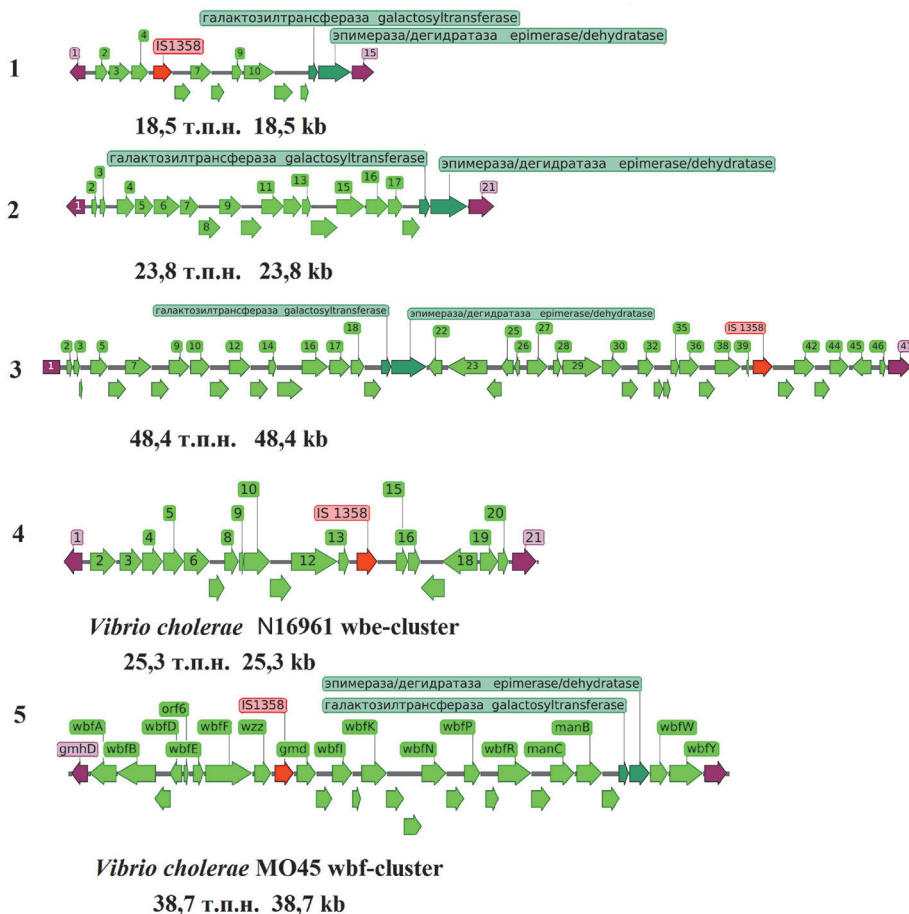 галактозилтрансфераза galactosyltransferase
эпимераза/дегидратаза epimerase/dehydratase
1 2 3 4 IS1358 7 9 10 15
1
18,5 т.п.н. 18,5 kb
галактозилтрансфераза galactosyltransferase
эпимераза/дегидратаза epimerase/dehydratase
1 2 3 4 5 6 7 8 9 11 13 15 16 17 21
2
23,8 т.п.н. 23,8 kb
галактозилтрансфераза galactosyltransferase
эпимераза/дегидратаза epimerase/dehydratase
1 2 3 5 7 9 10 12 14 16 17 18 22 23 25 26 27 28 29 30 32 35 36 38 39 IS 1358 42 44 45 46 47
3
48,4 т.п.н. 48,4 kb
1 2 3 4 5 6 8 9 10 12 IS 1358 13 15 16 18 19 20 21
4
Vibrio cholerae N16961 wbe-cluster
25,3 т.п.н. 25,3 kb
эпимераза/дегидратаза epimerase/dehydratase
галактозилтрансфераза galactosyltransferase
5
orf6 IS1358
wbfA wbfD wbfF wzz wbfK wbfP manB wbfW
gmhD wbfB wbfE gmd wbfI wbfN wbfR manC wbfY
Vibrio cholerae MO45 wbf-cluster
38,7 т.п.н. 38,7 kb